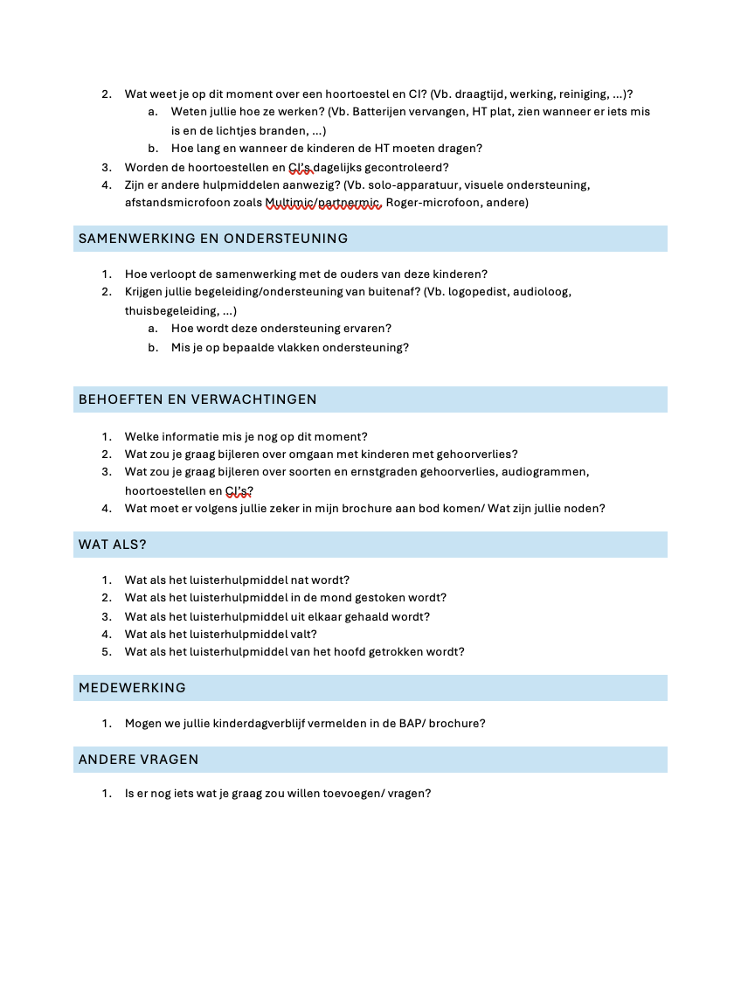 2. Wat weet je op dit moment over een hoortoestel en CI? (Vb. draagtijd, werking, reiniging, ...)?
a. Weten jullie hoe ze werken? (Vb. Batterijen vervangen, HT plat, zien wanneer er iets mis
is en de lichtjes branden, ...)
b. Hoe lang en wanneer de kinderen de HT moeten dragen?
3. Worden de hoortoestellen en CI's dagelijks gecontroleerd?
4. Zijn er andere hulpmiddelen aanwezig? (Vb. solo-apparatuur, visuele ondersteuning,
afstandsmicrofoon zoals Multimic/partnermic, Roger-microfoon, andere)
SAMENWERKING EN ONDERSTEUNING
1. Hoe verloopt de samenwerking met de ouders van deze kinderen?
2. Krijgen jullie begeleiding/ondersteuning van buitenaf? (Vb. logopedist, audioloog,
thuisbegeleiding, ...)
a. Hoe wordt deze ondersteuning ervaren?
b. Mis je op bepaalde vlakken ondersteuning?
BEHOEFTEN EN VERWACHTINGEN
1. Welke informatie mis je nog op dit moment?
2. Wat zou je graag bijleren over omgaan met kinderen met gehoorverlies?
3. Wat zou je graag bijleren over soorten en ernstgraden gehoorverlies, audiogrammen,
hoortoestellen en CI's?
4. Wat moet er volgens jullie zeker in mijn brochure aan bod komen/ Wat zijn jullie noden?
WAT ALS?
1. Wat als het luisterhulpmiddel nat wordt?
2. Wat als het luisterhulpmiddel in de mond gestoken wordt?
3. Wat als het luisterhulpmiddel uit elkaar gehaald wordt?
4. Wat als het luisterhulpmiddel valt?
5. Wat als het luisterhulpmiddel van het hoofd getrokken wordt?
MEDEWERKING
1. Mogen we jullie kinderdagverblijf vermelden in de BAP/ brochure?
ANDERE VRAGEN
1. Is er nog iets wat je graag zou willen toevoegen/ vragen?